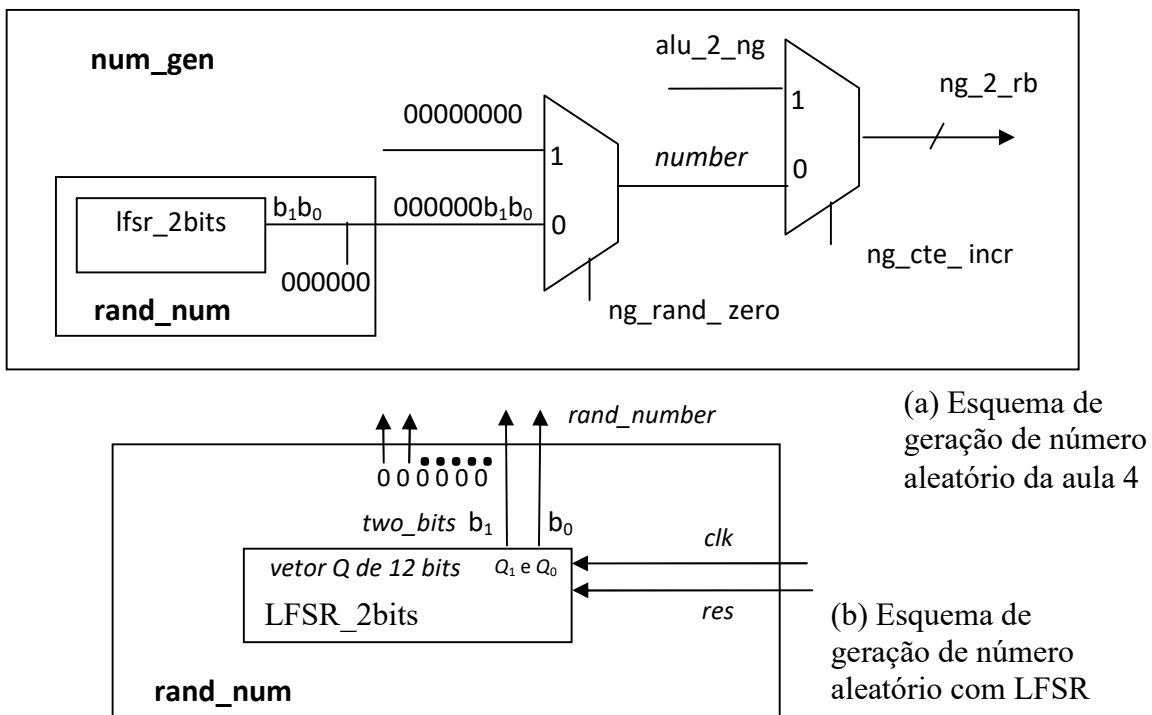 num_gen
alu_2_ng
ng_2_rb
00000000
1
1
number
0
lfsr_2bits
b₁b₀
000000b₁b₀
0
000000
ng_cte_ incr
rand_num
ng_rand_ zero
(a) Esquema de
geração de número
aleatório da aula 4
rand_number
0 0 0 0 0 0
two_bits b₁ b₀
clk
vetor Q de 12 bits Q₁ e Q₀
LFSR_2bits
res
(b) Esquema de
geração de número
aleatório com LFSR
rand_num